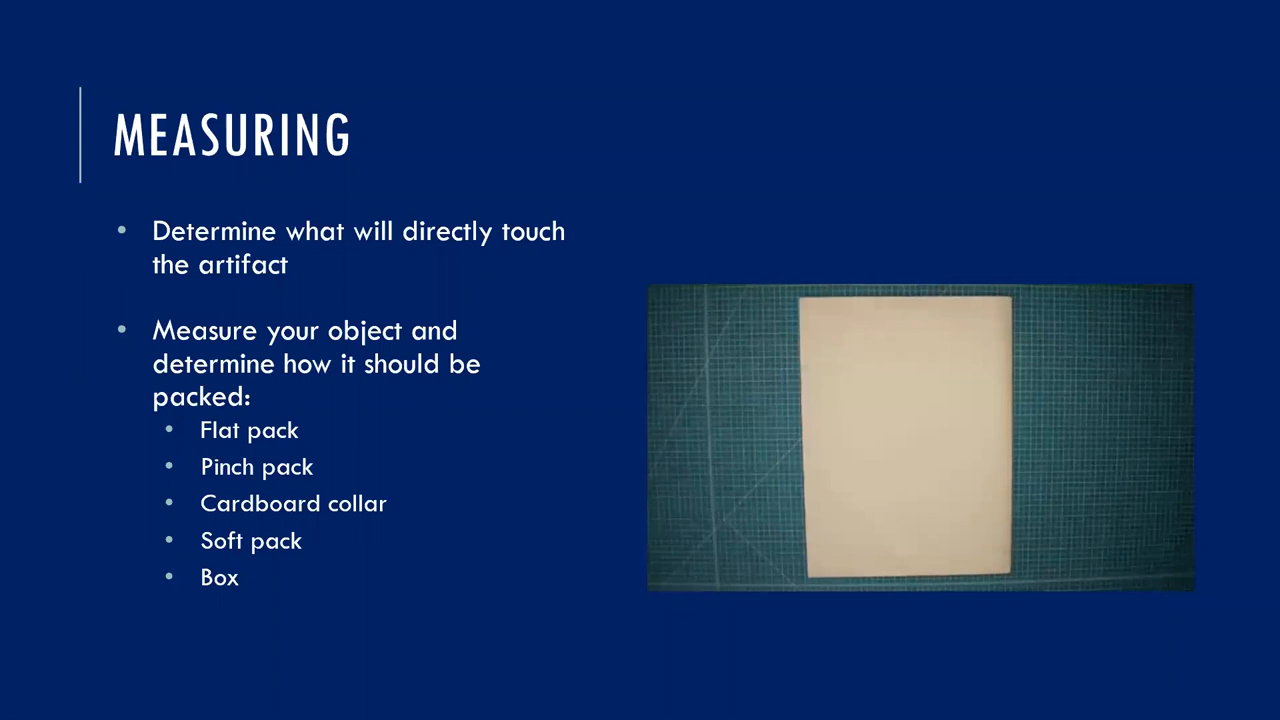 MEASURING
• Determine what will directly touch
the artifact
• Measure your object and
determine how it should be
packed:
• Flat pack
• Pinch pack
• Cardboard collar
• Soft pack
• Box